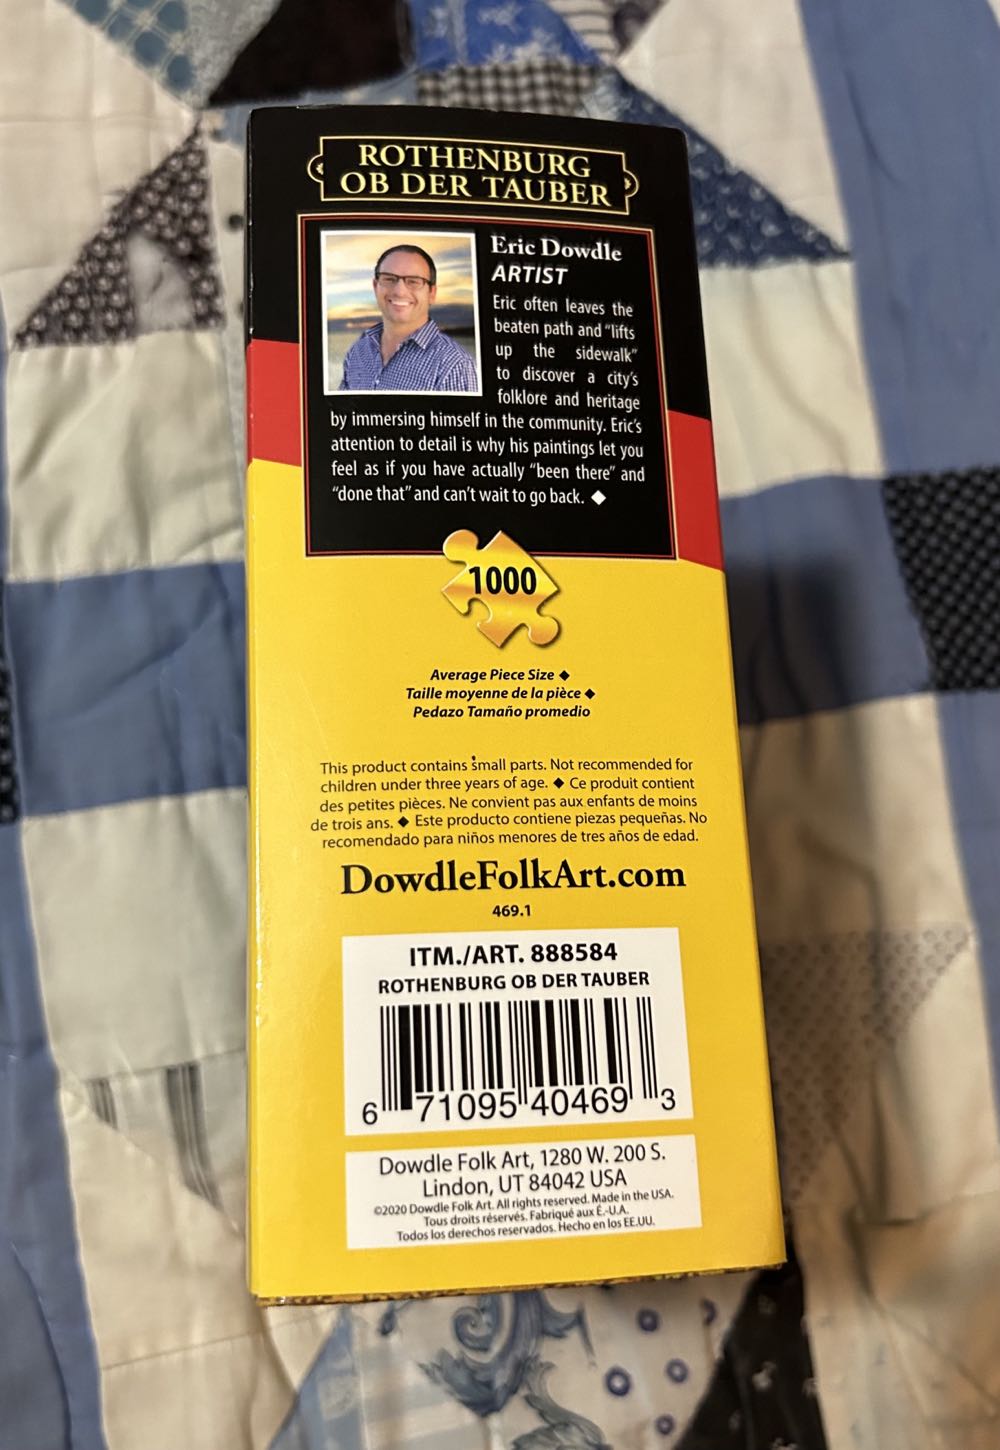 ROTHENBURG
OB DER TAUBER
Eric Dowdle
ARTIST
Eric often leaves the
beaten path and “lifts
up the sidewalk”
to discover a city’s
folklore and heritage
by immersing himself in the community. Eric’s
attention to detail is why his paintings let you
feel as if you have actually “been there” and
“done that” and can’t wait to go back. ◆
1000
Average Piece Size ◆
Taille moyenne de la pièce ◆
Pedazo Tamaño promedio
This product contains small parts. Not recommended for
children under three years of age. ◆ Ce produit contient
des petites pièces. Ne convient pas aux enfants de moins
de trois ans. ◆ Este producto contiene piezas pequeñas. No
recomendado para niños menores de tres años de edad.
DowdleFolkArt.com
469.1
ITM./ART. 888584
ROTHENBURG OB DER TAUBER
6 71095 40469 3
Dowdle Folk Art, 1280 W. 200 S.
Lindon, UT 84042 USA
©2020 Dowdle Folk Art. All rights reserved. Made in the USA.
Tous droits réservés. Fabriqué aux É.-U.A.
Todos los derechos reservados. Hecho en los EE.UU.